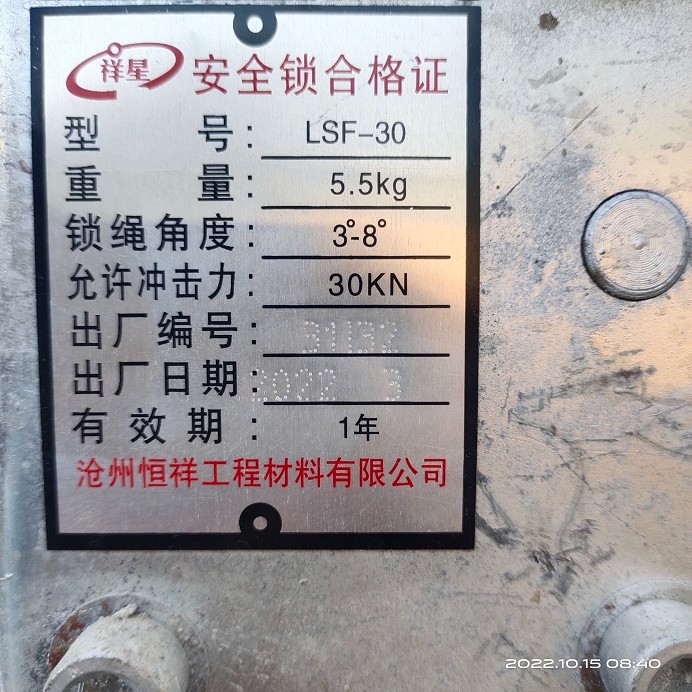 祥星 安全锁合格证
型号: LSF-30
重量: 5.5kg
锁绳角度: 3°-8°
允许冲击力: 30KN
出厂编号:
出厂日期: 2022 3
有效期: 1年
沧州恒祥工程材料有限公司
2022.10.15 08:40